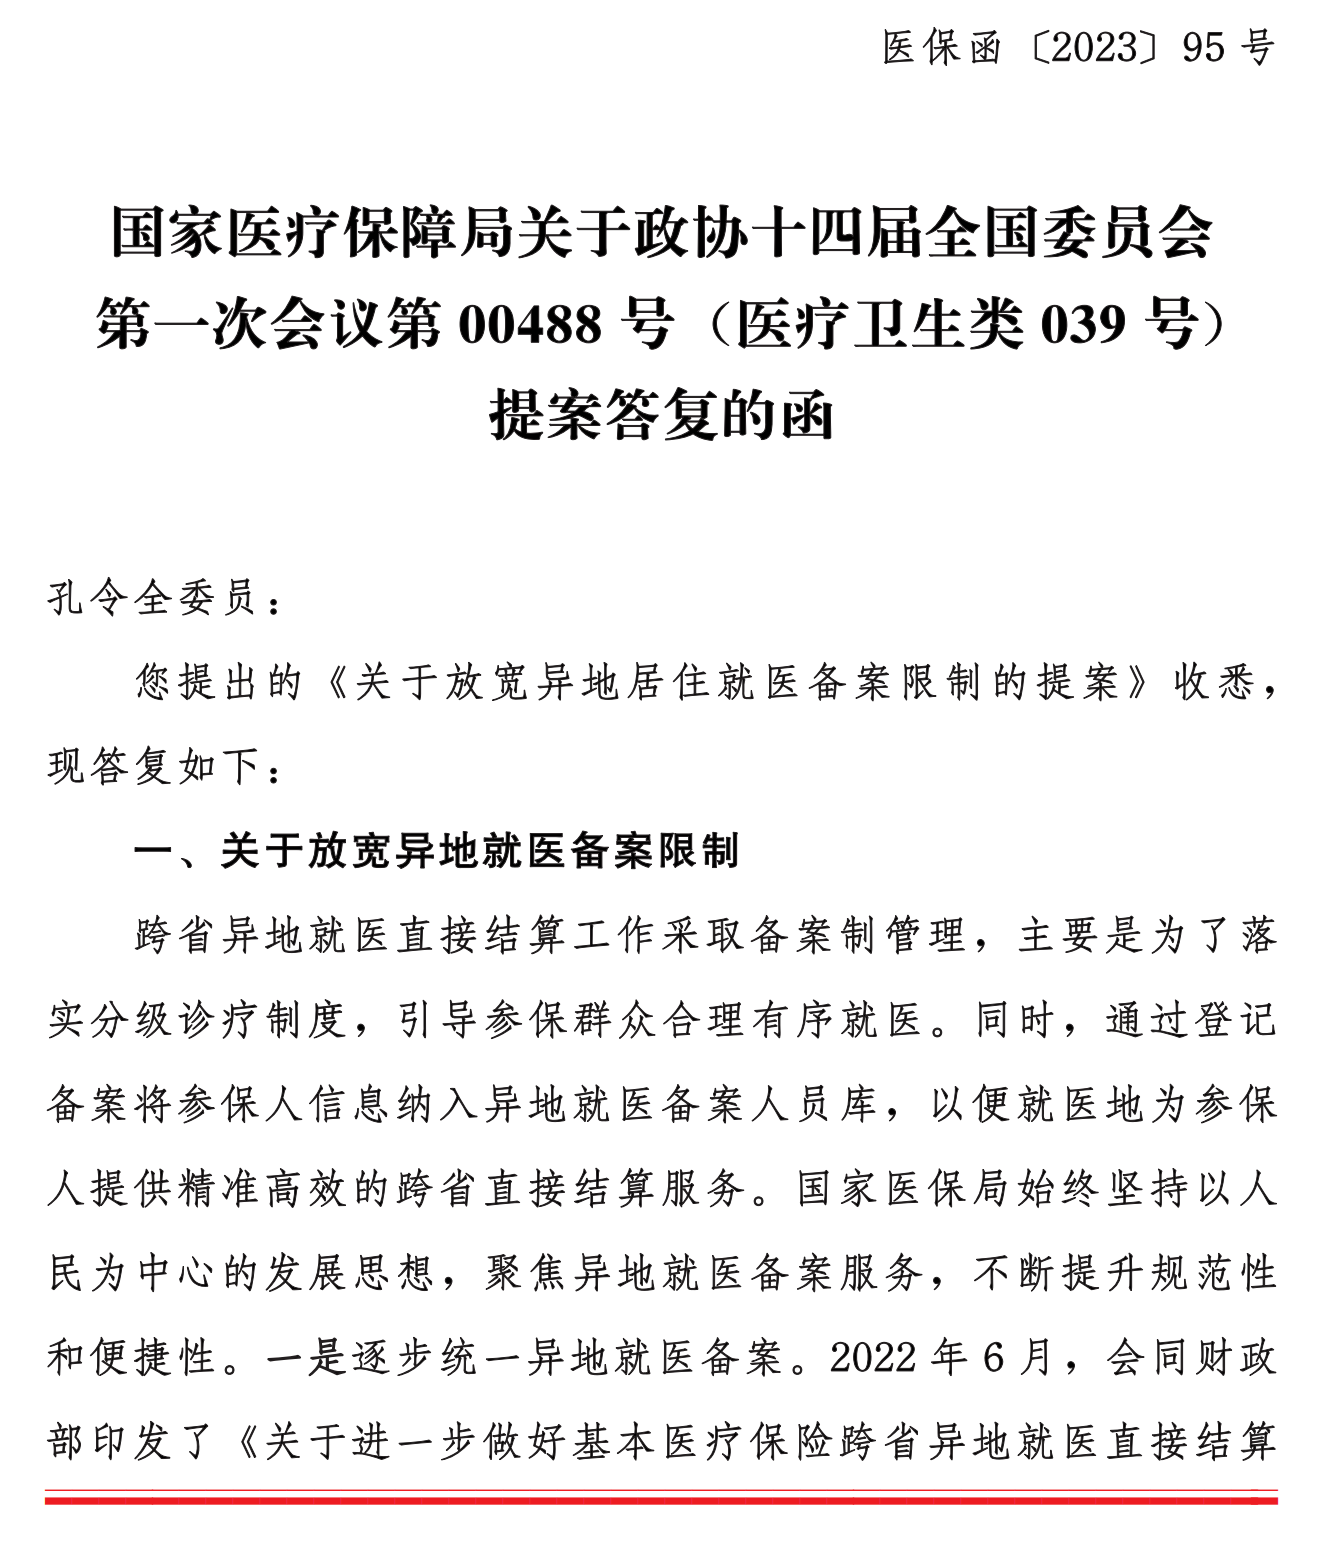 医保函〔2023〕95 号
国家医疗保障局关于政协十四届全国委员会
第一次会议第 00488 号（医疗卫生类 039 号）
提案答复的函
孔令全委员：
您提出的《关于放宽异地居住就医备案限制的提案》收悉，
现答复如下：
一、关于放宽异地就医备案限制
跨省异地就医直接结算工作采取备案制管理，主要是为了落
实分级诊疗制度，引导参保群众合理有序就医。同时，通过登记
备案将参保人信息纳入异地就医备案人员库，以便就医地为参保
人提供精准高效的跨省直接结算服务。国家医保局始终坚持以人
民为中心的发展思想，聚焦异地就医备案服务，不断提升规范性
和便捷性。一是逐步统一异地就医备案。2022 年 6 月，会同财政
部印发了《关于进一步做好基本医疗保险跨省异地就医直接结算